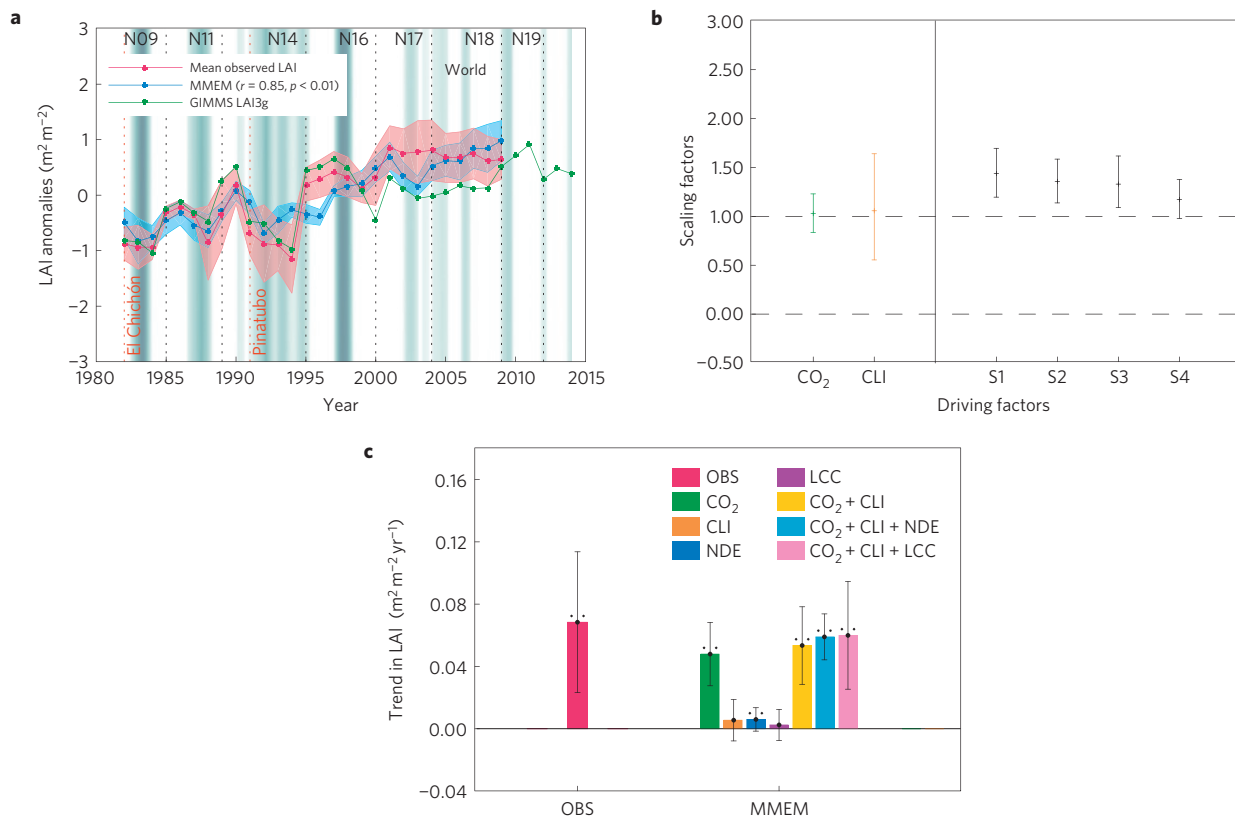 a
N09 N11 N14 N16 N17 N18 N19
World
Mean observed LAI
MMEM (r = 0.85, p < 0.01)
GIMMS LAI3g
El Chichón
Pinatubo
LAI anomalies (m² m⁻²)
3
2
1
0
−1
−2
−3
1980 1985 1990 1995 2000 2005 2010 2015
Year
b
Scaling factors
3.00
2.50
2.00
1.50
1.00
0.50
0.00
−0.50
CO₂ CLI S1 S2 S3 S4
Driving factors
c
Trend in LAI (m² m⁻² yr⁻¹)
0.16
0.12
0.08
0.04
0.00
−0.04
OBS LCC
CO₂ CO₂ + CLI
CLI CO₂ + CLI + NDE
NDE CO₂ + CLI + LCC
OBS MMEM